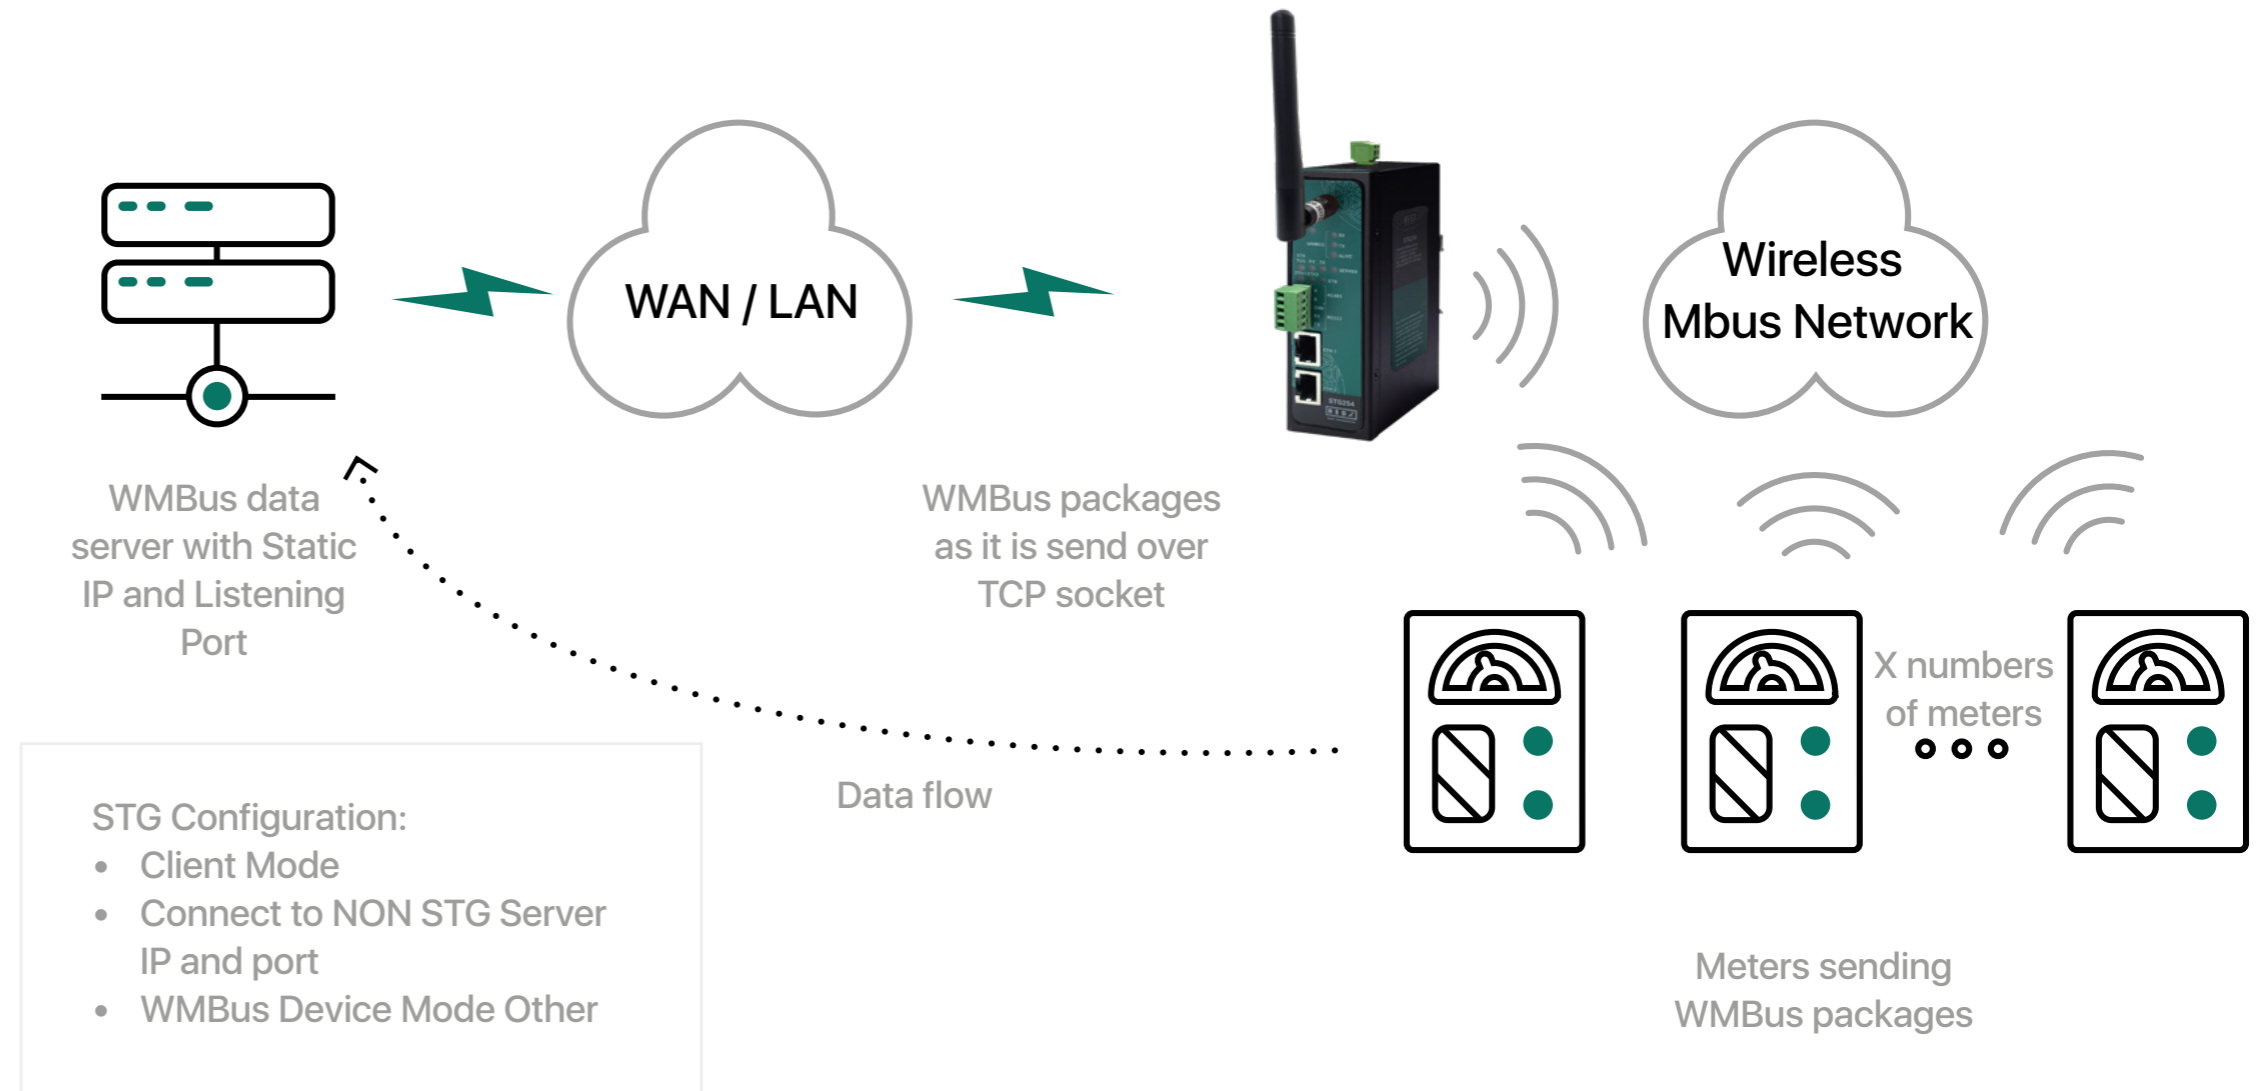 WAN / LAN
Wireless
Mbus Network
WMBus data
server with Static
IP and Listening
Port
WMBus packages
as it is send over
TCP socket
X numbers
of meters
Data flow
STG Configuration:
• Client Mode
• Connect to NON STG Server
IP and port
• WMBus Device Mode Other
Meters sending
WMBus packages